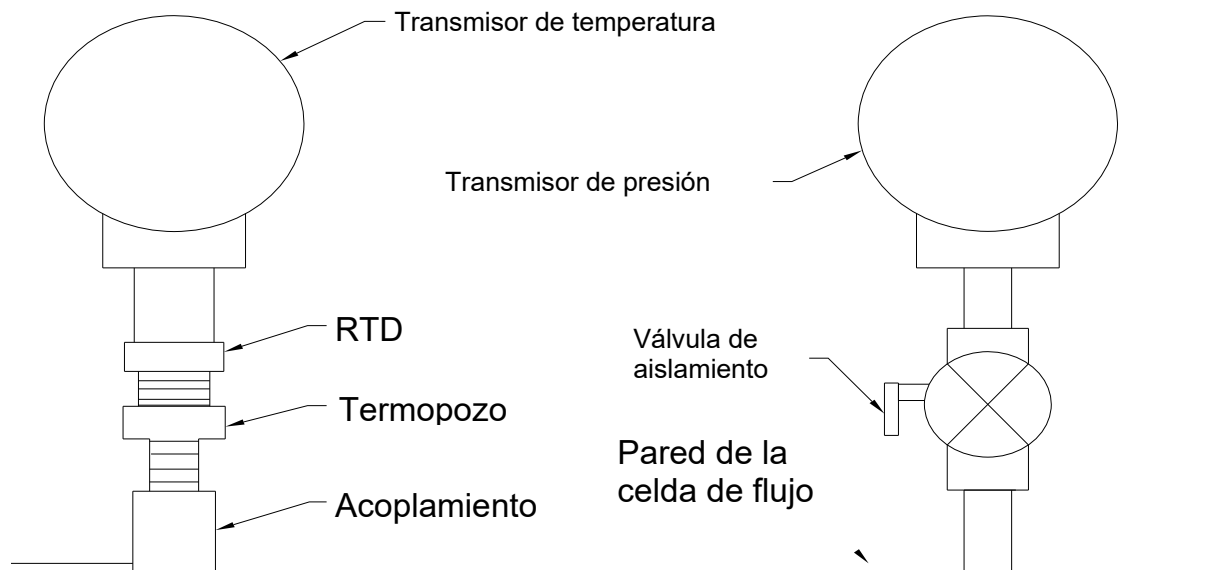 Transmisor de temperatura
Transmisor de presión
RTD
Válvula de
aislamiento
Termopozo
Pared de la
celda de flujo
Acoplamiento